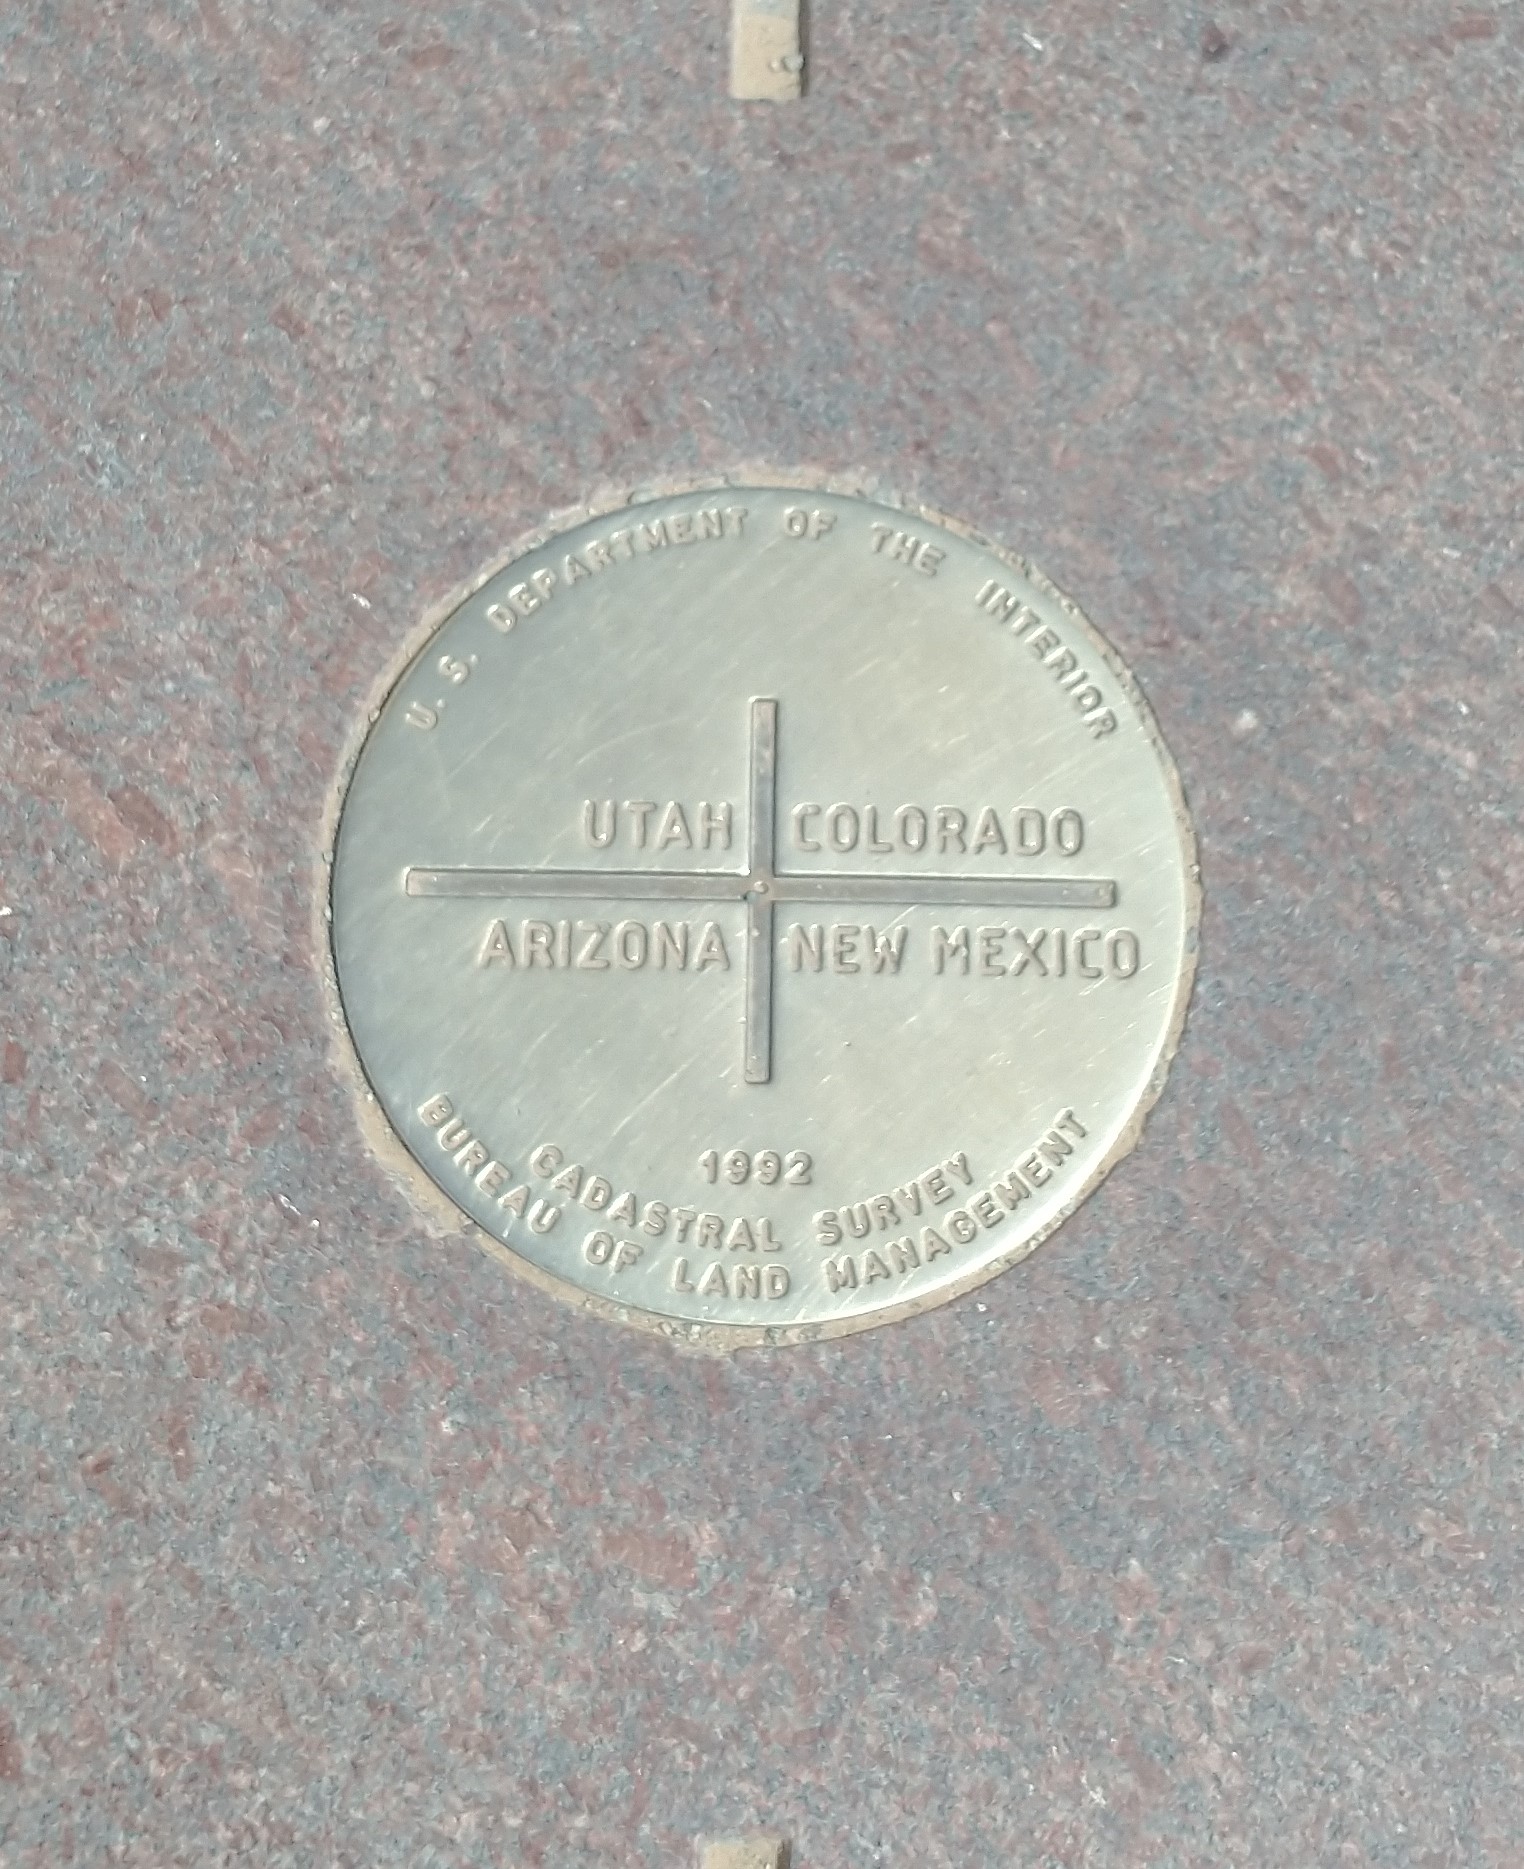 U. S. DEPARTMENT OF THE INTERIOR
UTAH COLORADO
ARIZONA NEW MEXICO
1992
CADASTRAL SURVEY
BUREAU OF LAND MANAGEMENT